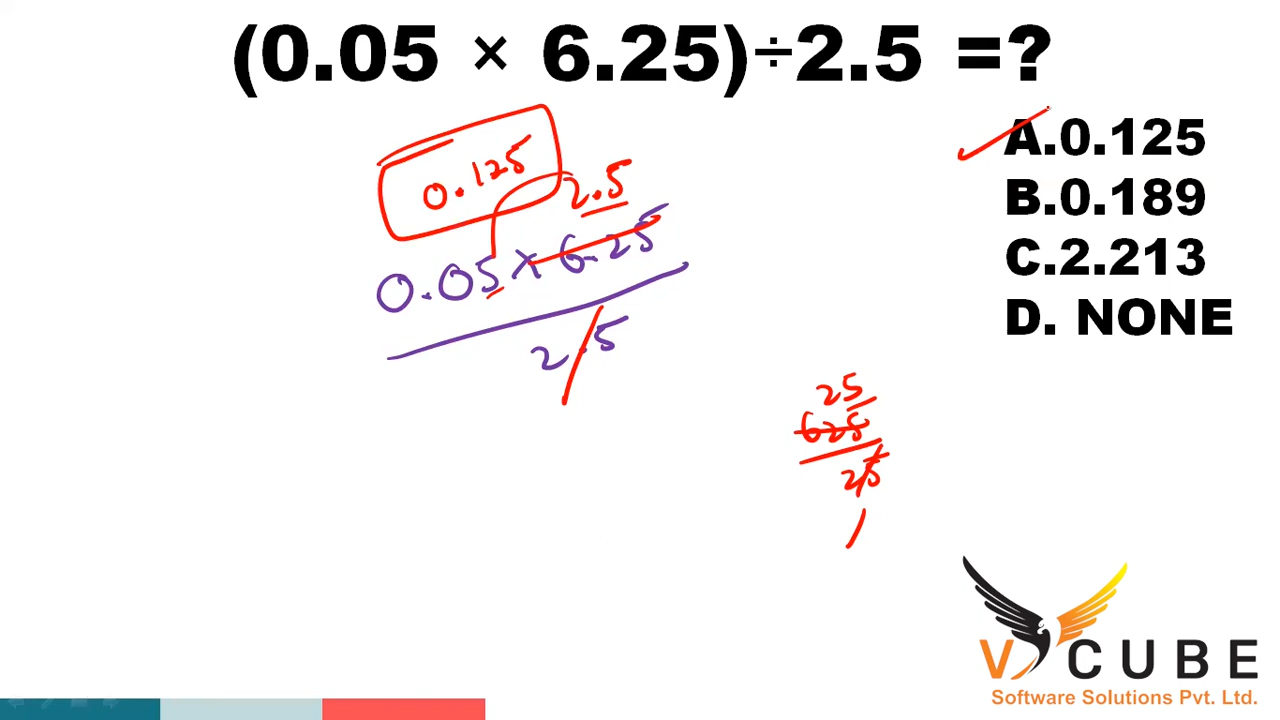 (0.05 × 6.25)÷2.5 =?
A.0.125
B.0.189
C.2.213
D. NONE
0.125
2.5
0.05 × 6.25
2.5
25
625
25
1
V CUBE
Software Solutions Pvt. Ltd.